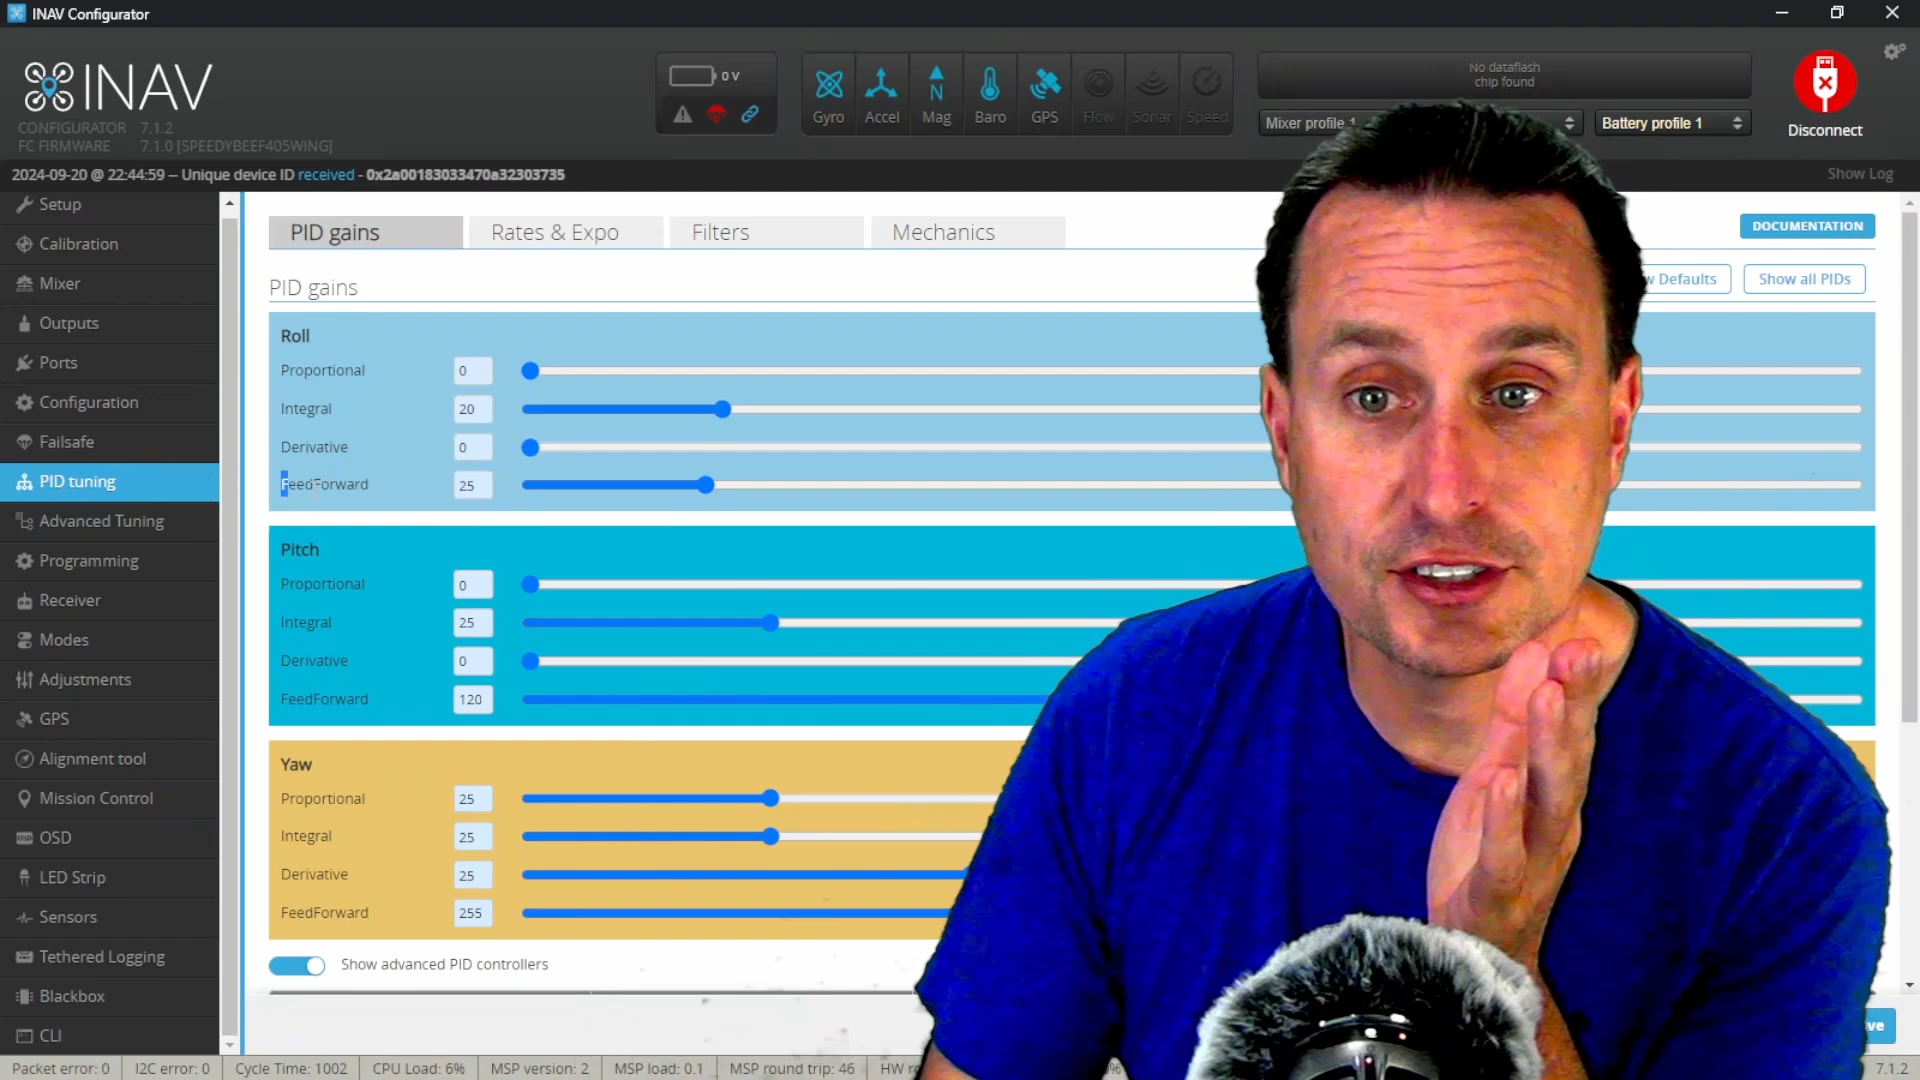 INAV Configurator
INAV
CONFIGURATOR 7.1.2
FC FIRMWARE 7.1.0 [SPEEDYBEEF405WING]
0 V
Gyro
Accel
N
Mag
Baro
GPS
Flow
Sonar
Speed
No dataflash
chip found
Mixer profile 1
Battery profile 1
Disconnect
2024-09-20 @ 22:44:59 -- Unique device ID received - 0x2a00183033470a32303735
Show Log
Setup
Calibration
Mixer
Outputs
Ports
Configuration
Failsafe
PID tuning
Advanced Tuning
Programming
Receiver
Modes
Adjustments
GPS
Alignment tool
Mission Control
OSD
LED Strip
Sensors
Tethered Logging
Blackbox
CLI
PID gains
Rates & Expo
Filters
Mechanics
DOCUMENTATION
PID gains
Defaults
Show all PIDs
Roll
Proportional 0
Integral 20
Derivative 0
FeedForward 25
Pitch
Proportional 0
Integral 25
Derivative 0
FeedForward 120
Yaw
Proportional 25
Integral 25
Derivative 25
FeedForward 255
Show advanced PID controllers
Packet error: 0
I2C error: 0
Cycle Time: 1002
CPU Load: 6%
MSP version: 2
MSP load: 0.1
MSP round trip: 46
HW
7.1.2